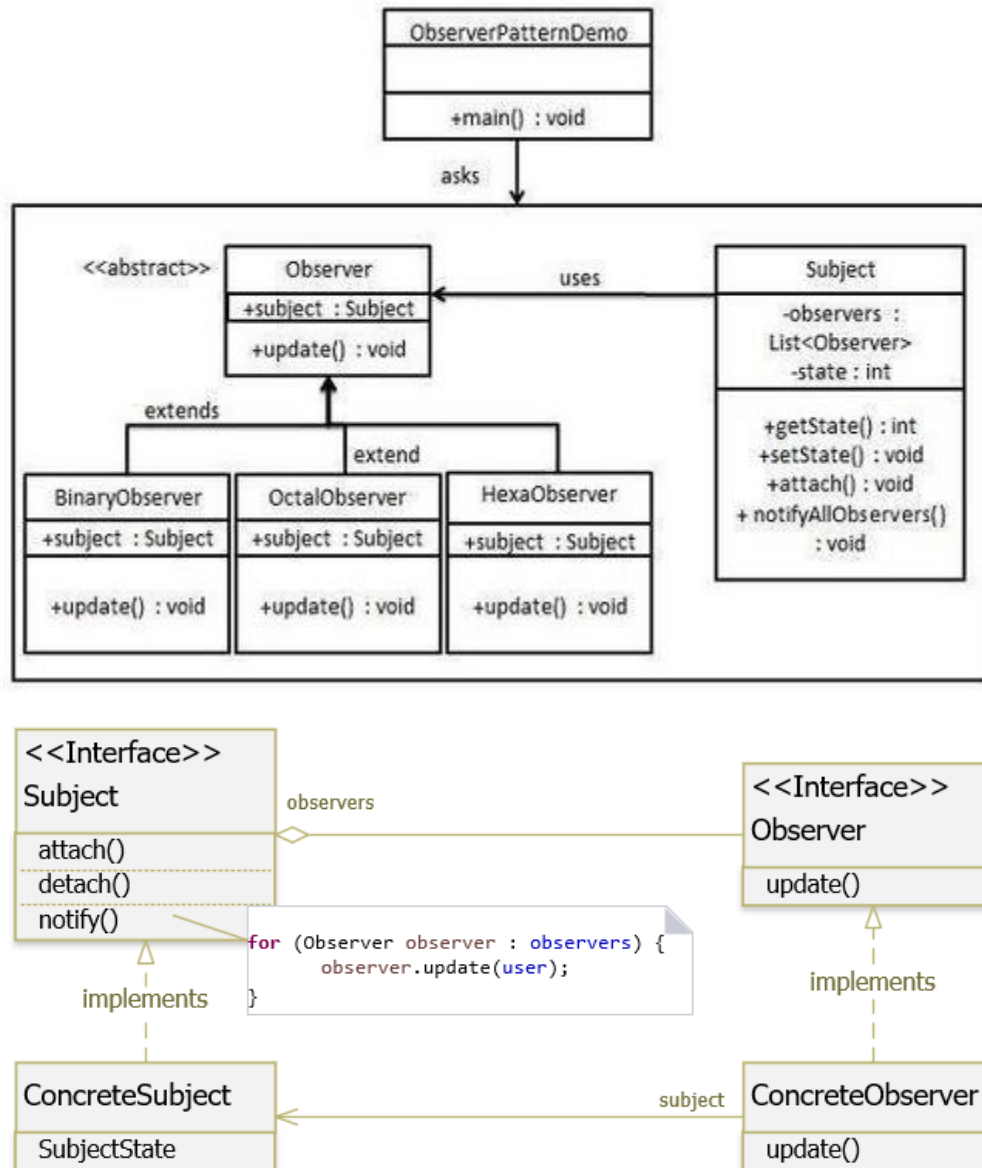 ObserverPatternDemo
+main() : void
asks
<<abstract>>
Observer
+subject : Subject
+update() : void
uses
Subject
-observers :
List<Observer>
-state : int
+getState() : int
+setState() : void
+attach() : void
+ notifyAllObservers()
: void
extends
extend
BinaryObserver
+subject : Subject
+update() : void
OctalObserver
+subject : Subject
+update() : void
HexaObserver
+subject : Subject
+update() : void
<<Interface>>
Subject
attach()
detach()
notify()
observers
<<Interface>>
Observer
update()
for (Observer observer : observers) {
observer.update(user);
}
implements
implements
ConcreteSubject
SubjectState
subject
ConcreteObserver
update()